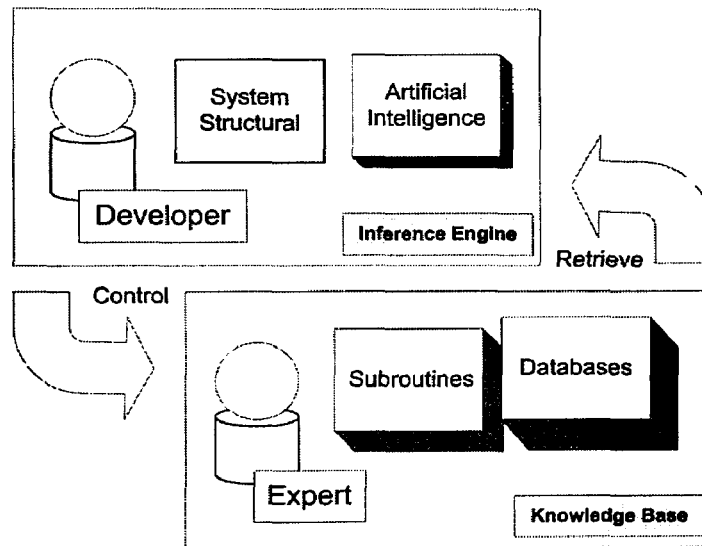 System
Structural
Artificial
Intelligence
Developer
Inference Engine
Retrieve
Control
Subroutines
Databases
Expert
Knowledge Base